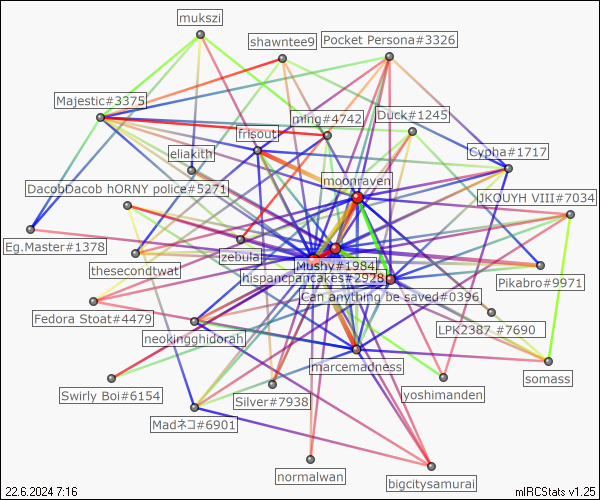 mukszi
shawntee9
Pocket Persona#3326
Majestic#3375
ming#4742
Duck#1245
frisout
eliakith
Cypha#1717
moonraven
DacobDacob hORNY police#5271
JKOUYH VIII#7034
Eg.Master#1378
zebula
Mushy#1984
thesecondtwat
hispancpancakes#2928
Pikabro#9971
Can anything be saved#0396
Fedora Stoat#4479
LPK2387 #7690
neokingghidorah
marcemadness
somass
Swirly Boi#6154
Silver#7938
yoshimanden
Madネコ#6901
normalwan
bigcitysamurai
22.6.2024 7:16
mIRCStats v1.25